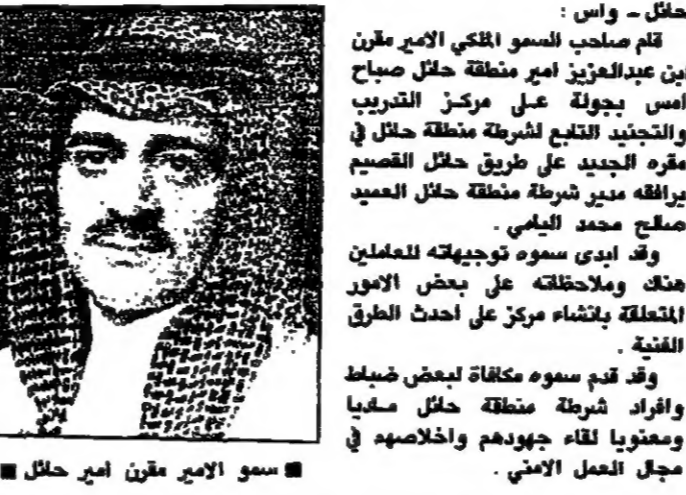 حائل - واس :
قام صاحب السمو الملكي الامير مقرن
ابن عبدالعزيز امير منطقة حائل صباح
امس بجولة على مركز التدريب
والتجنيد التابع لشرطة منطقة حائل في
مقره الجديد على طريق حائل القصيم
يرافقه مدير شرطة منطقة حائل العميد
صالح محمد اليامي .
وقد ابدى سموه توجيهاته للعاملين
هناك وملاحظاته على بعض الامور
المتعلقة بانشاء مركز على احدث الطرق
الفنية .
وقد قدم سموه مكافاة لبعض ضباط
وافراد شرطة منطقة حائل ماديا
ومعنويا لقاء جهودهم واخلاصهم في
مجال العمل الامني .
■ سمو الامير مقرن امير حائل ■